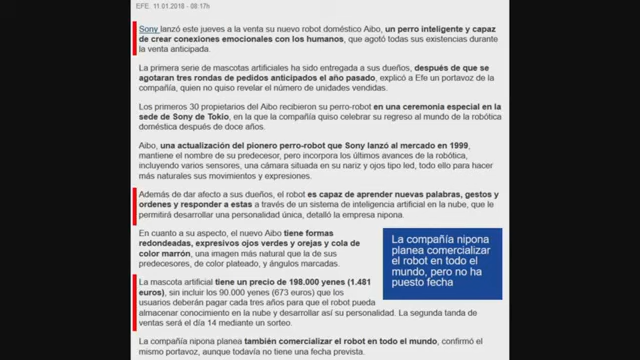 EFE. 11.01.2018 - 08:17h
Sony lanzó este jueves a la venta su nuevo robot doméstico Aibo, un perro inteligente y capaz
de crear conexiones emocionales con los humanos, que agotó todas sus existencias durante
la venta anticipada.
La primera serie de mascotas artificiales ha sido entregada a sus dueños, después de que se
agotaran tres rondas de pedidos anticipados el año pasado, explicó a Efe un portavoz de la
compañía, quien no quiso revelar el número de unidades vendidas.
Los primeros 30 propietarios del Aibo recibieron su perro-robot en una ceremonia especial en la
sede de Sony de Tokio, en la que la compañía quiso celebrar su regreso al mundo de la robótica
doméstica después de doce años.
Aibo, una actualización del pionero perro-robot que Sony lanzó al mercado en 1999,
mantiene el nombre de su predecesor, pero incorpora los últimos avances de la robótica,
incluyendo varios sensores, una cámara situada en su nariz y ojos tipo led, todo ello para hacer
más naturales sus movimientos y expresiones.
Además de dar afecto a sus dueños, el robot es capaz de aprender nuevas palabras, gestos y
ordenes y responder a estas a través de un sistema de inteligencia artificial en la nube, que le
permitirá desarrollar una personalidad única, detalló la empresa nipona.
En cuanto a su aspecto, el nuevo Aibo tiene formas
redondeadas, expresivos ojos verdes y orejas y cola de
color marrón, una imagen más natural que la de sus
predecesores, de color plateado, y ángulos marcadas.
La compañía nipona
planea comercializar
el robot en todo el
mundo, pero no ha
puesto fecha
La mascota artificial tiene un precio de 198.000 yenes (1.481
euros), sin incluir los 90.000 yenes (673 euros) que los
usuarios deberán pagar cada tres años para que el robot pueda
almacenar conocimiento en la nube y desarrollar así su personalidad. La segunda tanda de
ventas será el día 14 mediante un sorteo.
La compañía nipona planea también comercializar el robot en todo el mundo, confirmó el
mismo portavoz, aunque todavía no tiene una fecha prevista.